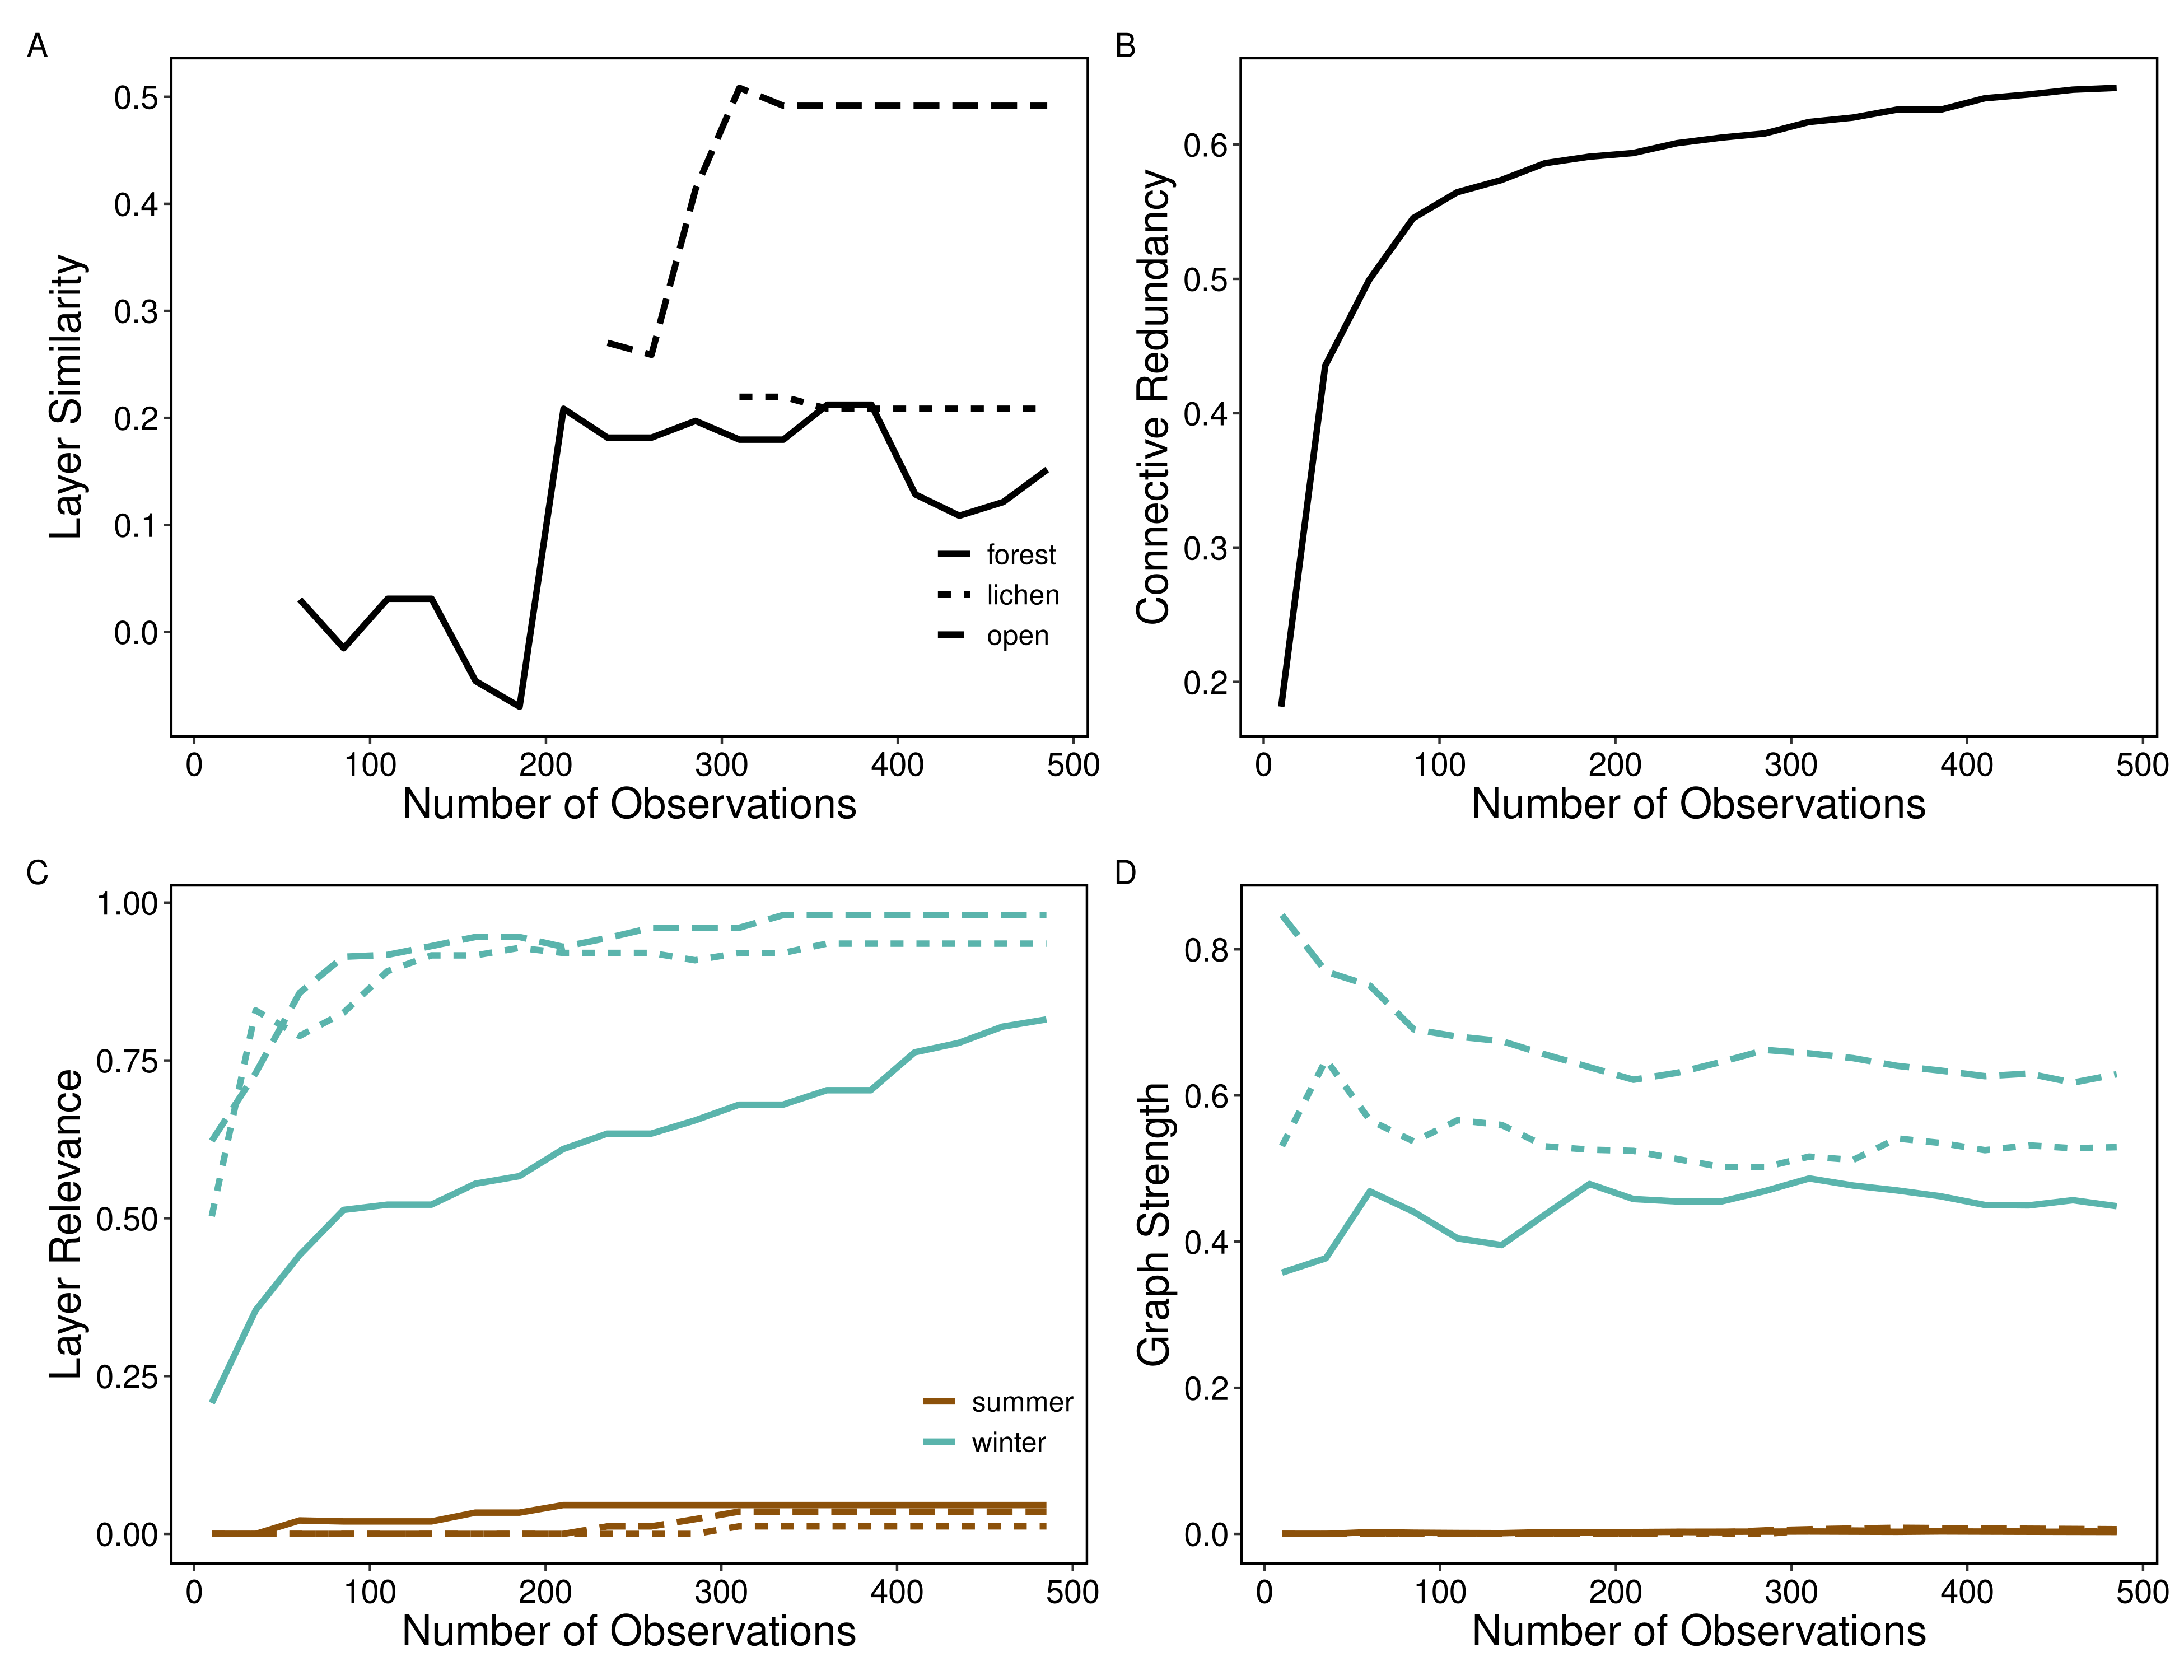 A
Layer Similarity
0.5
0.4
0.3
0.2
0.1
0.0
forest
lichen
open
0 100 200 300 400 500
Number of Observations
B
Connective Redundancy
0.6
0.5
0.4
0.3
0.2
0 100 200 300 400 500
Number of Observations
C
Layer Relevance
1.00
0.75
0.50
0.25
0.00
summer
winter
0 100 200 300 400 500
Number of Observations
D
Graph Strength
0.8
0.6
0.4
0.2
0.0
0 100 200 300 400 500
Number of Observations